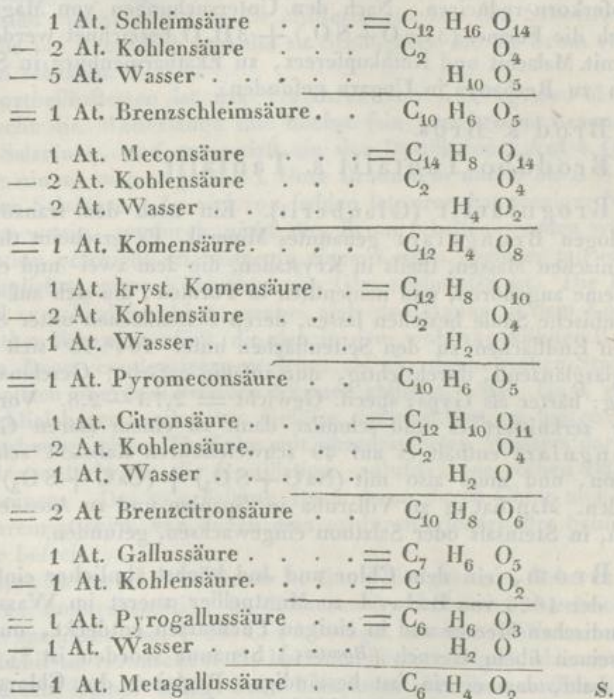 1 At. Schleimsäure . . . = C12 H16 O14
— 2 At. Kohlensäure . . . C2 O4
— 5 At. Wasser . . . . . H10 O5
= 1 At. Brenzschleimsäure . . C10 H6 O5
1 At. Meconsäure . . . = C14 H8 O14
— 2 At. Kohlensäure . . . C2 O4
— 2 At. Wasser . . . . H4 O2
= 1 At. Komensäure . . . . C12 H4 O8
1 At. kryst. Komensäure . . = C12 H8 O10
— 2 At. Kohlensäure . . . C2 O4
— 1 At. Wasser . . . . H2 O
= 1 At. Pyromeconsäure . . C10 H6 O5
1 At. Citronsäure . . . = C12 H10 O11
— 2 At. Kohlensäure. . . C2 O4
— 1 At. Wasser . . . . H2 O
= 2 At Brenzcitronsäure . C10 H8 O6
1 At. Gallussäure . . . = C7 H6 O5
— 1 At. Kohlensäure. . . C O2
= 1 At. Pyrogallussäure . . = C6 H6 O3
— 1 At. Wasser . . . . H2 O
= 1 At. Metagallussäure . . C6 H4 O2. S.